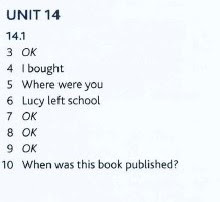 UNIT 14
14.1
3 OK
4 I bought
5 Where were you
6 Lucy left school
7 OK
8 OK
9 OK
10 When was this book published?